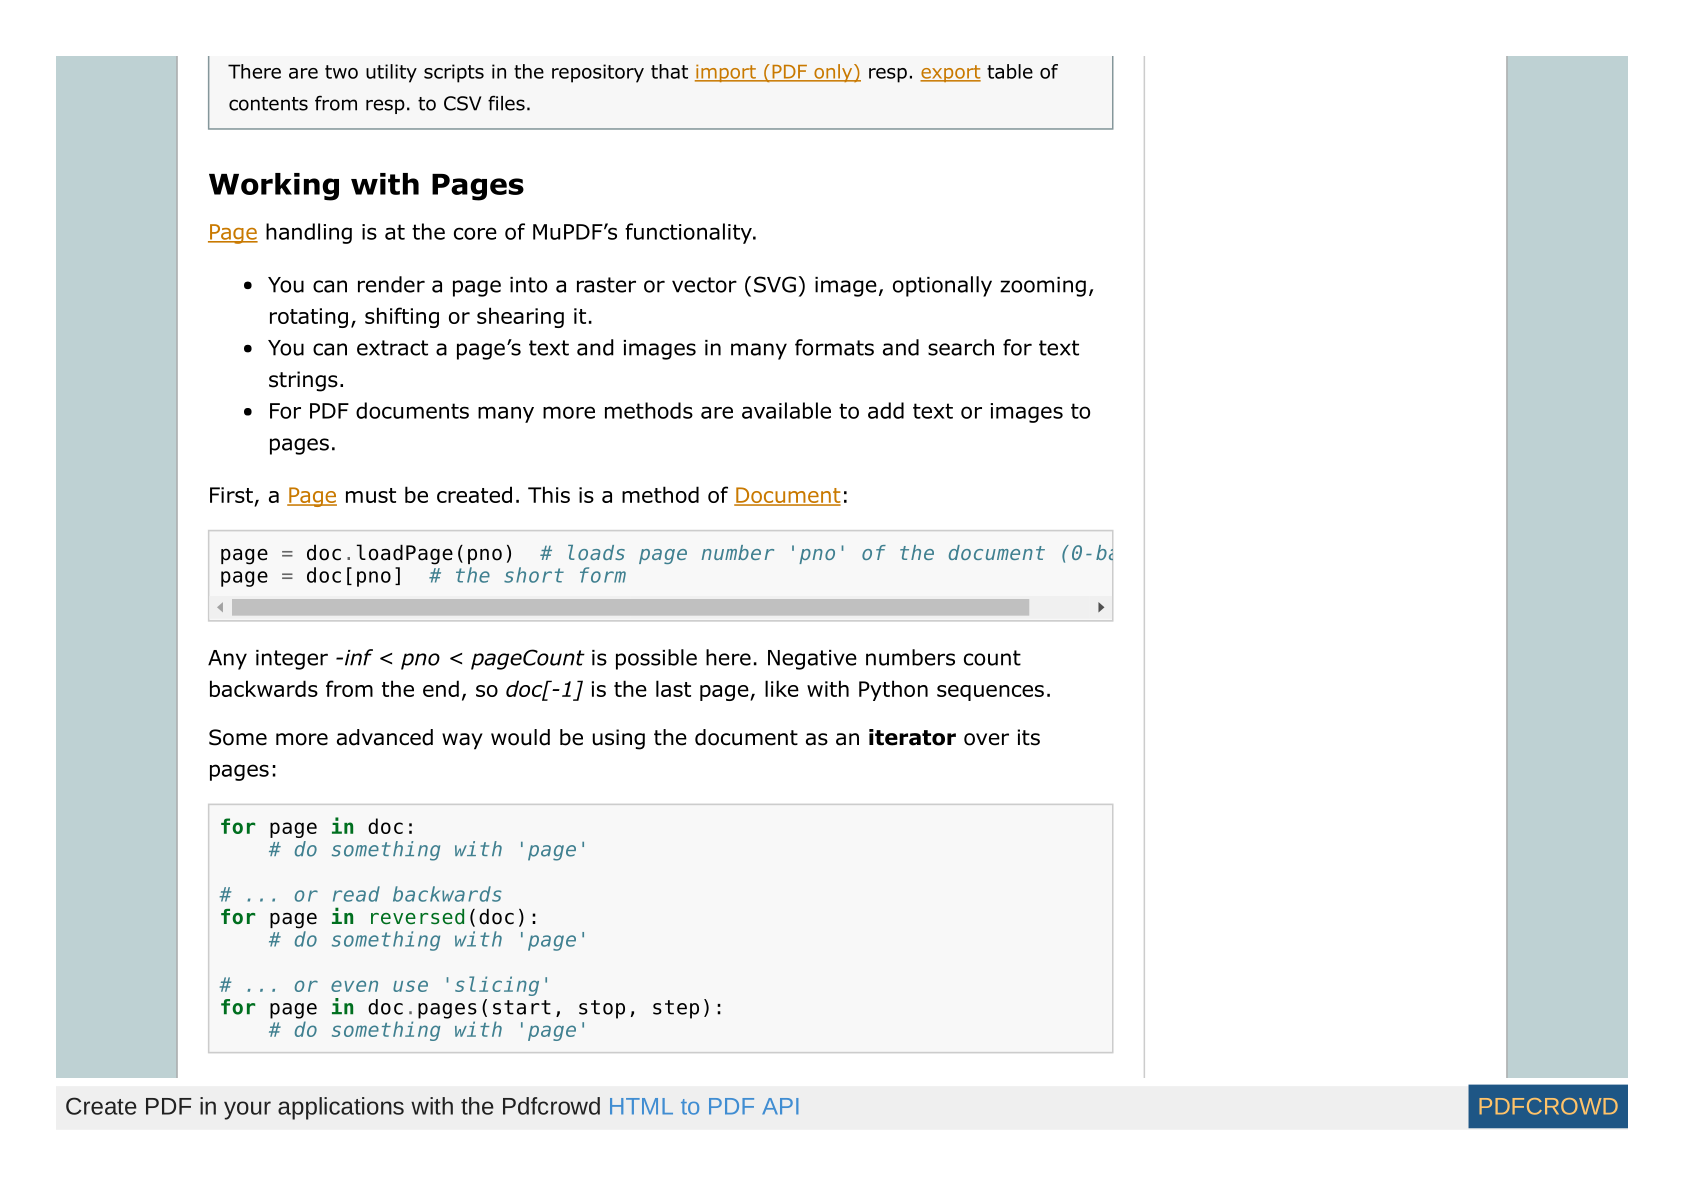 There are two utility scripts in the repository that import (PDF only) resp. export table of
contents from resp. to CSV files.
Working with Pages
Page handling is at the core of MuPDF’s functionality.
• You can render a page into a raster or vector (SVG) image, optionally zooming,
rotating, shifting or shearing it.
• You can extract a page’s text and images in many formats and search for text
strings.
• For PDF documents many more methods are available to add text or images to
pages.
First, a Page must be created. This is a method of Document:
page = doc.loadPage(pno)  # loads page number 'pno' of the document (0-ba
page = doc[pno]  # the short form
Any integer -inf < pno < pageCount is possible here. Negative numbers count
backwards from the end, so doc[-1] is the last page, like with Python sequences.
Some more advanced way would be using the document as an iterator over its
pages:
for page in doc:
    # do something with 'page'
# ... or read backwards
for page in reversed(doc):
    # do something with 'page'
# ... or even use 'slicing'
for page in doc.pages(start, stop, step):
    # do something with 'page'
Create PDF in your applications with the Pdfcrowd HTML to PDF API
PDFCROWD